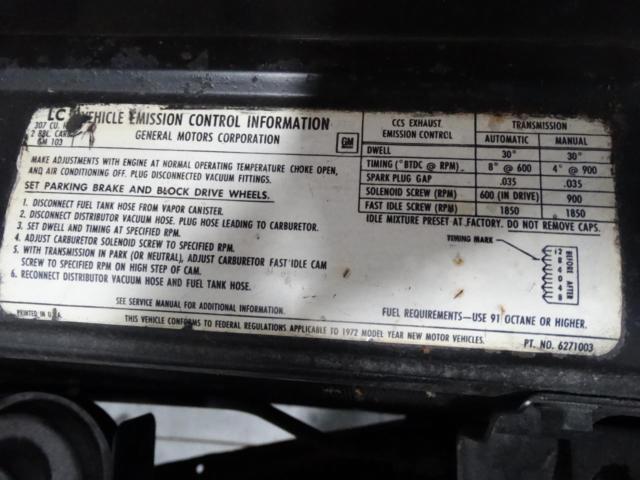 LC VEHICLE EMISSION CONTROL INFORMATION
307 CU.
2 BBL. CARB
GM 103
GENERAL MOTORS CORPORATION
GM
MAKE ADJUSTMENTS WITH ENGINE AT NORMAL OPERATING TEMPERATURE CHOKE OPEN,
AND AIR CONDITIONING OFF. PLUG DISCONNECTED VACUUM FITTINGS.
SET PARKING BRAKE AND BLOCK DRIVE WHEELS.
1. DISCONNECT FUEL TANK HOSE FROM VAPOR CANISTER.
2. DISCONNECT DISTRIBUTOR VACUUM HOSE. PLUG HOSE LEADING TO CARBURETOR.
3. SET DWELL AND TIMING AT SPECIFIED RPM.
4. ADJUST CARBURETOR SOLENOID SCREW TO SPECIFIED RPM.
5. WITH TRANSMISSION IN PARK (OR NEUTRAL), ADJUST CARBURETOR FAST IDLE CAM
SCREW TO SPECIFIED RPM ON HIGH STEP OF CAM.
6. RECONNECT DISTRIBUTOR VACUUM HOSE AND FUEL TANK HOSE.
SEE SERVICE MANUAL FOR ADDITIONAL INFORMATION.
PRINTED IN U.S.A.
THIS VEHICLE CONFORMS TO FEDERAL REGULATIONS APPLICABLE TO 1972 MODEL YEAR NEW MOTOR VEHICLES.
CCS EXHAUST EMISSION CONTROL TRANSMISSION
AUTOMATIC MANUAL
DWELL 30° 30°
TIMING (°BTDC @ RPM) 8° @ 600 4° @ 900
SPARK PLUG GAP .035 .035
SOLENOID SCREW (RPM) 600 (IN DRIVE) 900
FAST IDLE SCREW (RPM) 1850 1850
IDLE MIXTURE PRESET AT FACTORY. DO NOT REMOVE CAPS.
TIMING MARK
BEFORE AFTER
FUEL REQUIREMENTS—USE 91 OCTANE OR HIGHER.
PT. NO. 6271003